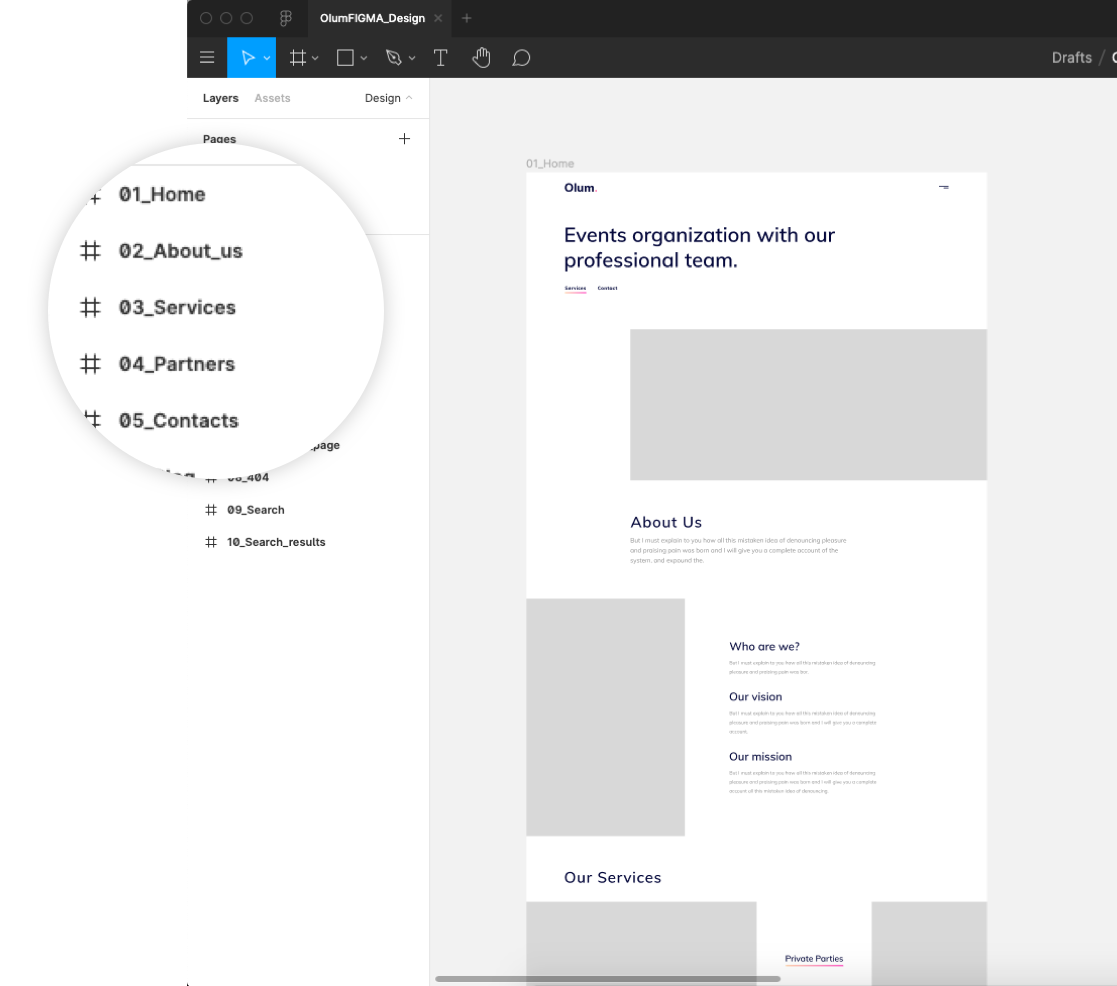 OlumFIGMA_Design
Drafts /
Layers Assets Design
Pages
01_Home
02_About_us
03_Services
04_Partners
05_Contacts
page
08_404
09_Search
10_Search_results
01_Home
Olum.
Events organization with our
professional team.
Services Contact
About Us
But I must explain to you how all this mistaken idea of denouncing pleasure
and praising pain was born and I will give you a complete account of the
system, and expound the.
Who are we?
But I must explain to you how all this mistaken idea of denouncing
pleasure and praising pain was bor.
Our vision
But I must explain to you how all this mistaken idea of denouncing
pleasure and praising pain was born and I will give you a complete
account.
Our mission
But I must explain to you how all this mistaken idea of denouncing
pleasure and praising pain was born and I will give you a complete
account of this mistaken idea of denouncing
Our Services
Private Parties